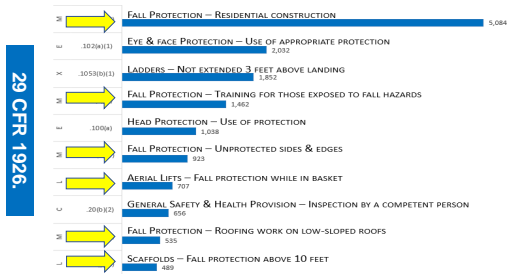 29 CFR 1926.
M
FALL PROTECTION – RESIDENTIAL CONSTRUCTION
5,084
E .102(a)(1)
EYE & FACE PROTECTION – USE OF APPROPRIATE PROTECTION
2,032
X .1053(b)(1)
LADDERS – NOT EXTENDED 3 FEET ABOVE LANDING
1,852
M
FALL PROTECTION – TRAINING FOR THOSE EXPOSED TO FALL HAZARDS
1,462
E .100(a)
HEAD PROTECTION – USE OF PROTECTION
1,038
M
FALL PROTECTION – UNPROTECTED SIDES & EDGES
923
L
AERIAL LIFTS – FALL PROTECTION WHILE IN BASKET
707
C .20(b)(2)
GENERAL SAFETY & HEALTH PROVISION – INSPECTION BY A COMPETENT PERSON
656
M
FALL PROTECTION – ROOFING WORK ON LOW-SLOPED ROOFS
535
L
SCAFFOLDS – FALL PROTECTION ABOVE 10 FEET
489